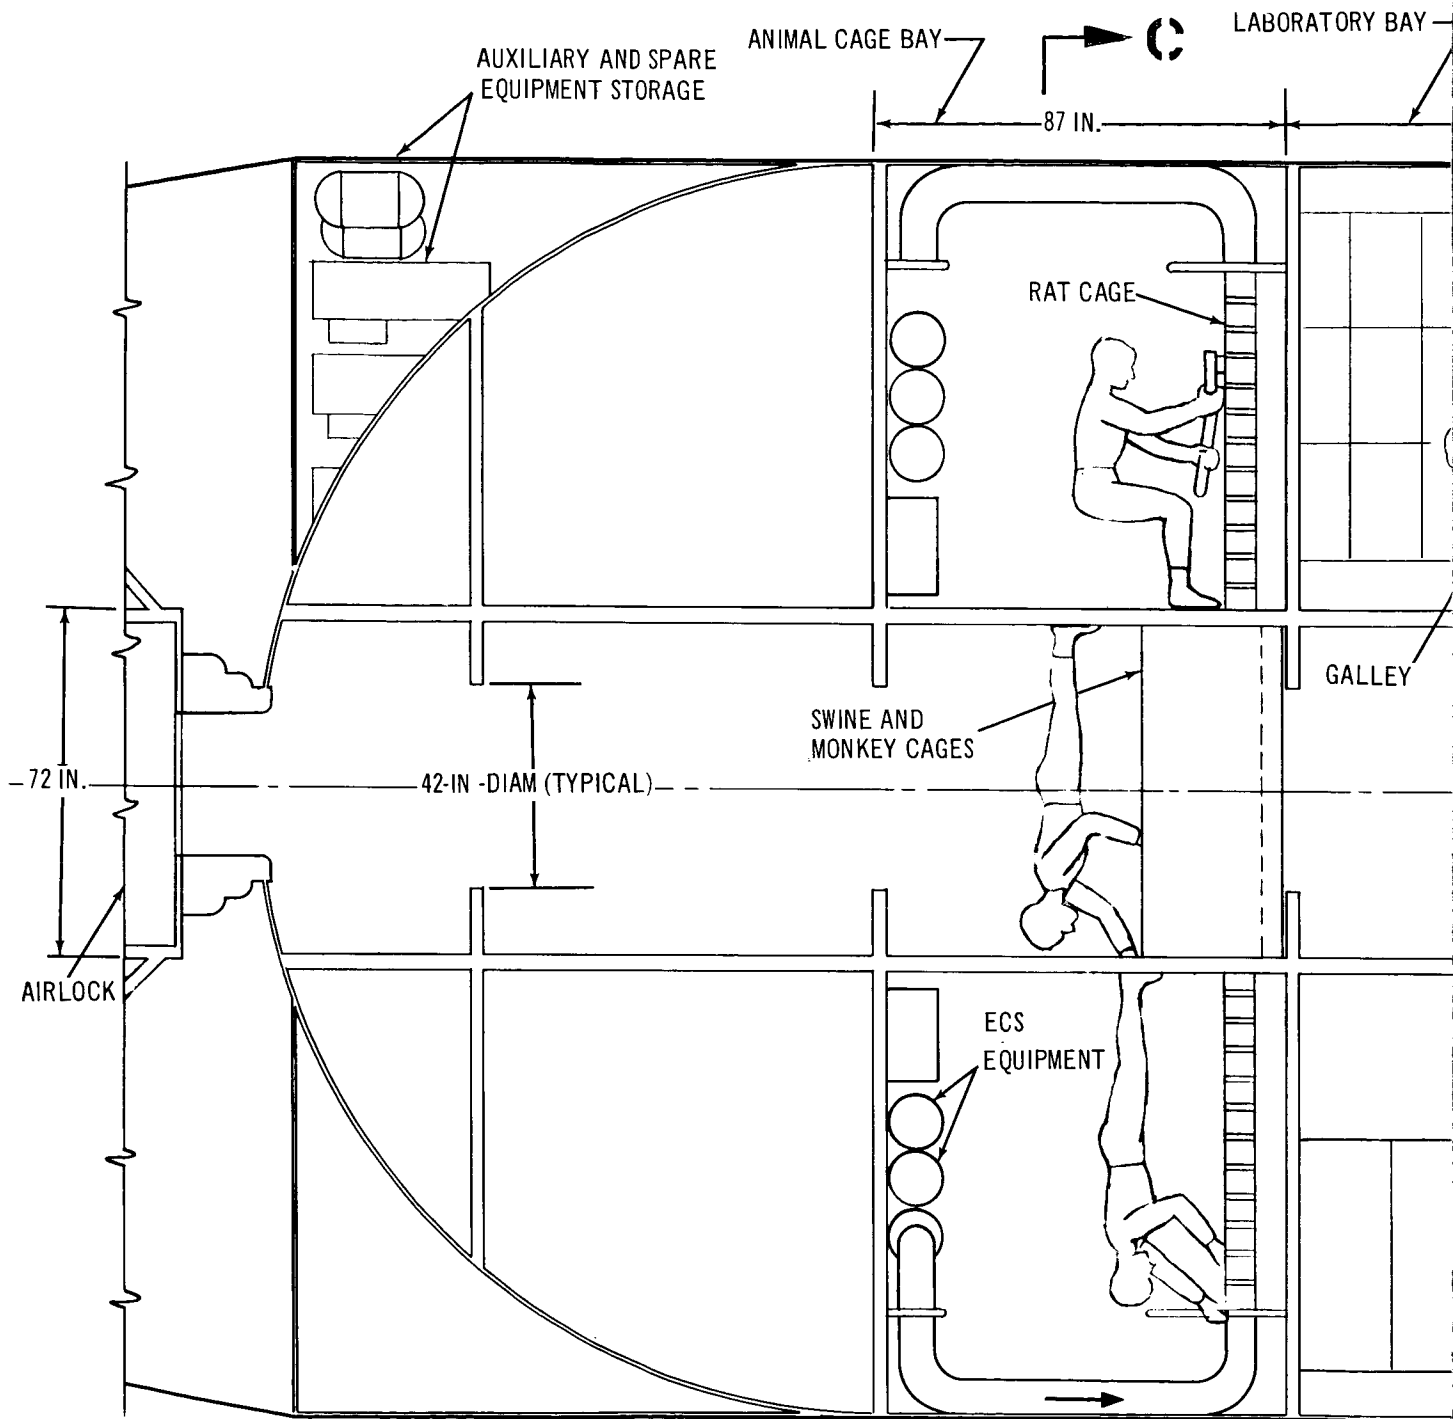 AUXILIARY AND SPARE
EQUIPMENT STORAGE
ANIMAL CAGE BAY
C
LABORATORY BAY
87 IN.
RAT CAGE
GALLEY
SWINE AND
MONKEY CAGES
72 IN.
42-IN -DIAM (TYPICAL)
AIRLOCK
ECS
EQUIPMENT